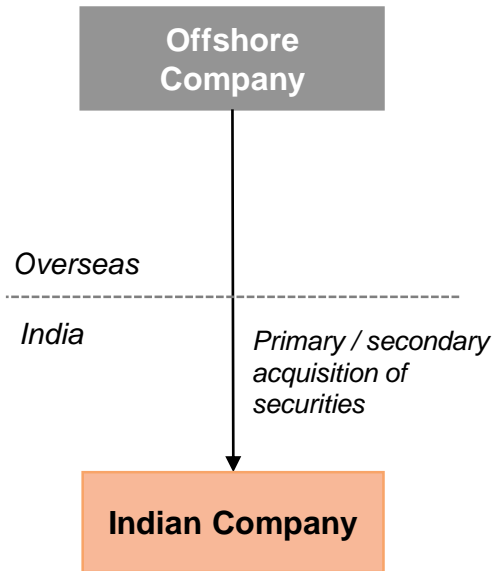 Offshore
Company
Overseas
India
Primary / secondary
acquisition of
securities
Indian Company